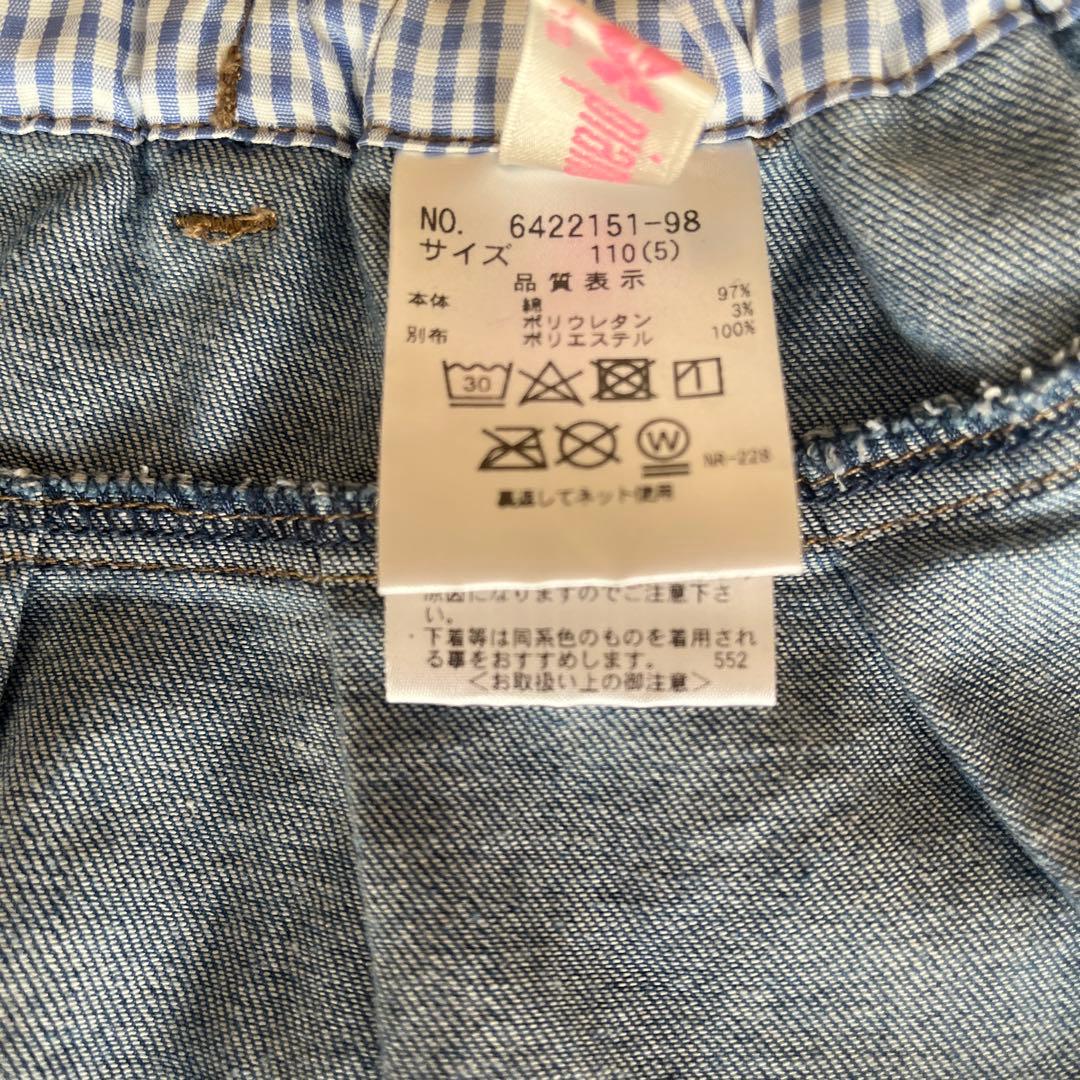 NO. 6422151-98
サイズ 110(5)
品質表示
本体 綿 97%
ポリウレタン 3%
別布 ポリエステル 100%
30
W
NR-228
裏返してネット使用
原因になりますのでご注意下さ
い。
・下着等は同系色のものを着用され
る事をおすすめします。 552
＜お取扱い上の御注意＞